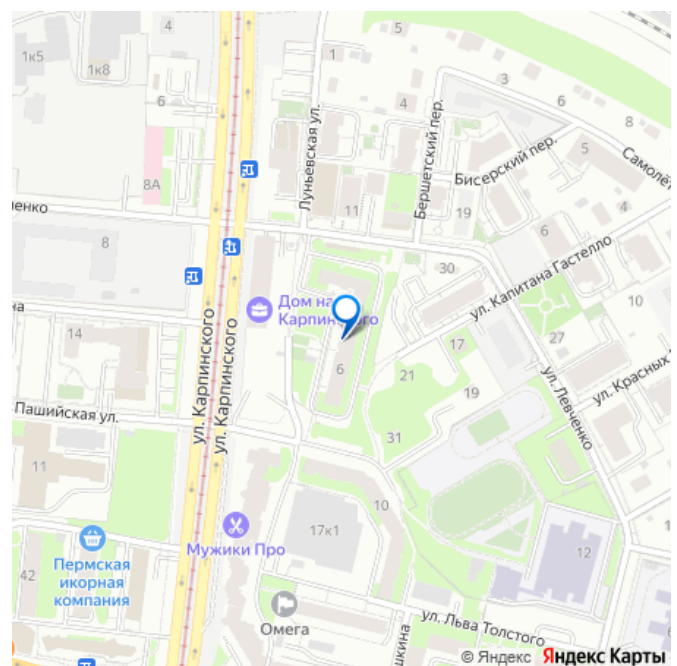 1к5
1к8
6
8А
Луньевская ул.
1
5
4
3
6
8
Бершетский пер.
Бисерский пер.
5
4
19
11
ленко
8
6
30
ул. Капитана Гастелло
10
27
на
Дом на
Карпинского
14
ул. Карпинского
ул. Карпинского
6
17
21
19
ул. Левченко
ул. Красных
Пашийская ул.
31
11
10
17к1
Мужики Про
12
42
Пермская
икорная
компания
Омега
ул. Льва Толстого
© Яндекс Яндекс Карты